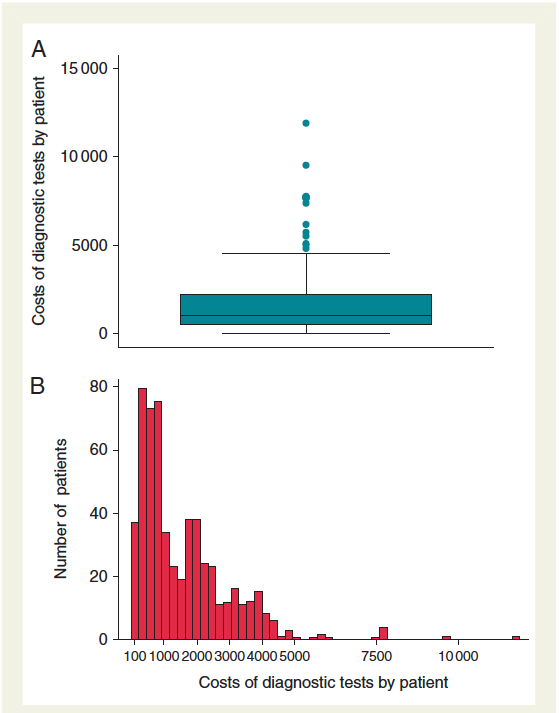 A
Costs of diagnostic tests by patient
15 000
10 000
5000
0
B
Number of patients
80
60
40
20
0
100 1000 2000 3000 4000 5000 7500 10 000
Costs of diagnostic tests by patient